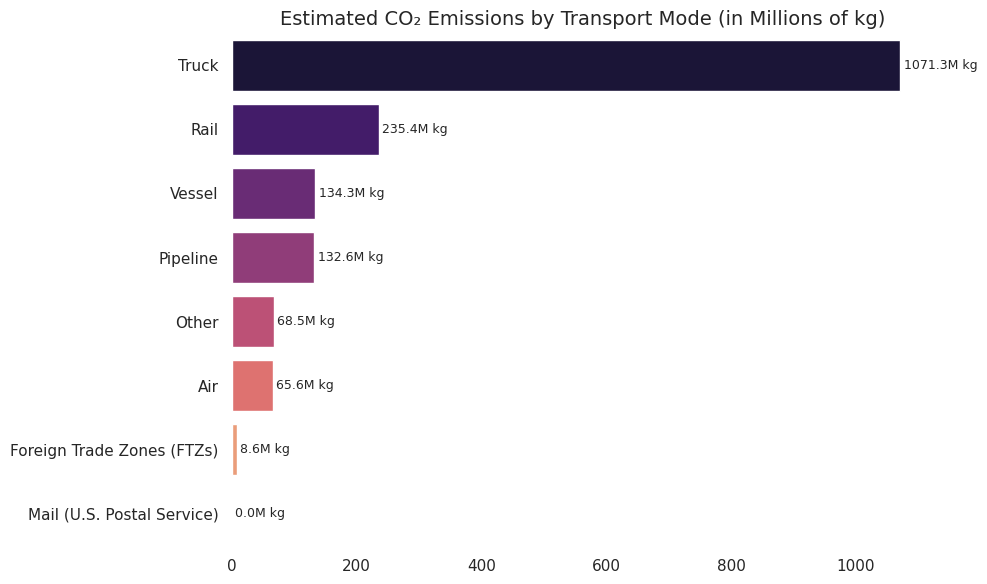 Estimated CO₂ Emissions by Transport Mode (in Millions of kg)
Truck 1071.3M kg
Rail 235.4M kg
Vessel 134.3M kg
Pipeline 132.6M kg
Other 68.5M kg
Air 65.6M kg
Foreign Trade Zones (FTZs) 8.6M kg
Mail (U.S. Postal Service) 0.0M kg
0 200 400 600 800 1000